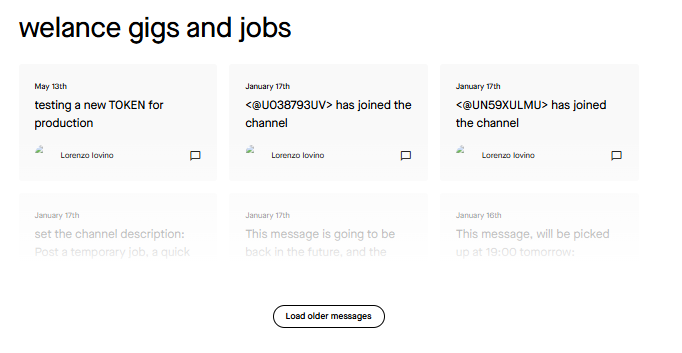 welance gigs and jobs
May 13th
testing a new TOKEN for
production
Lorenzo Iovino
January 17th
<@U038793UV> has joined the
channel
Lorenzo Iovino
January 17th
<@UN59XULMU> has joined
the channel
Lorenzo Iovino
January 17th
set the channel description:
Post a temporary job, a quick
January 17th
This message is going to be
back in the future, and the
January 16th
This message, will be picked
up at 19:00 tomorrow:
Load older messages